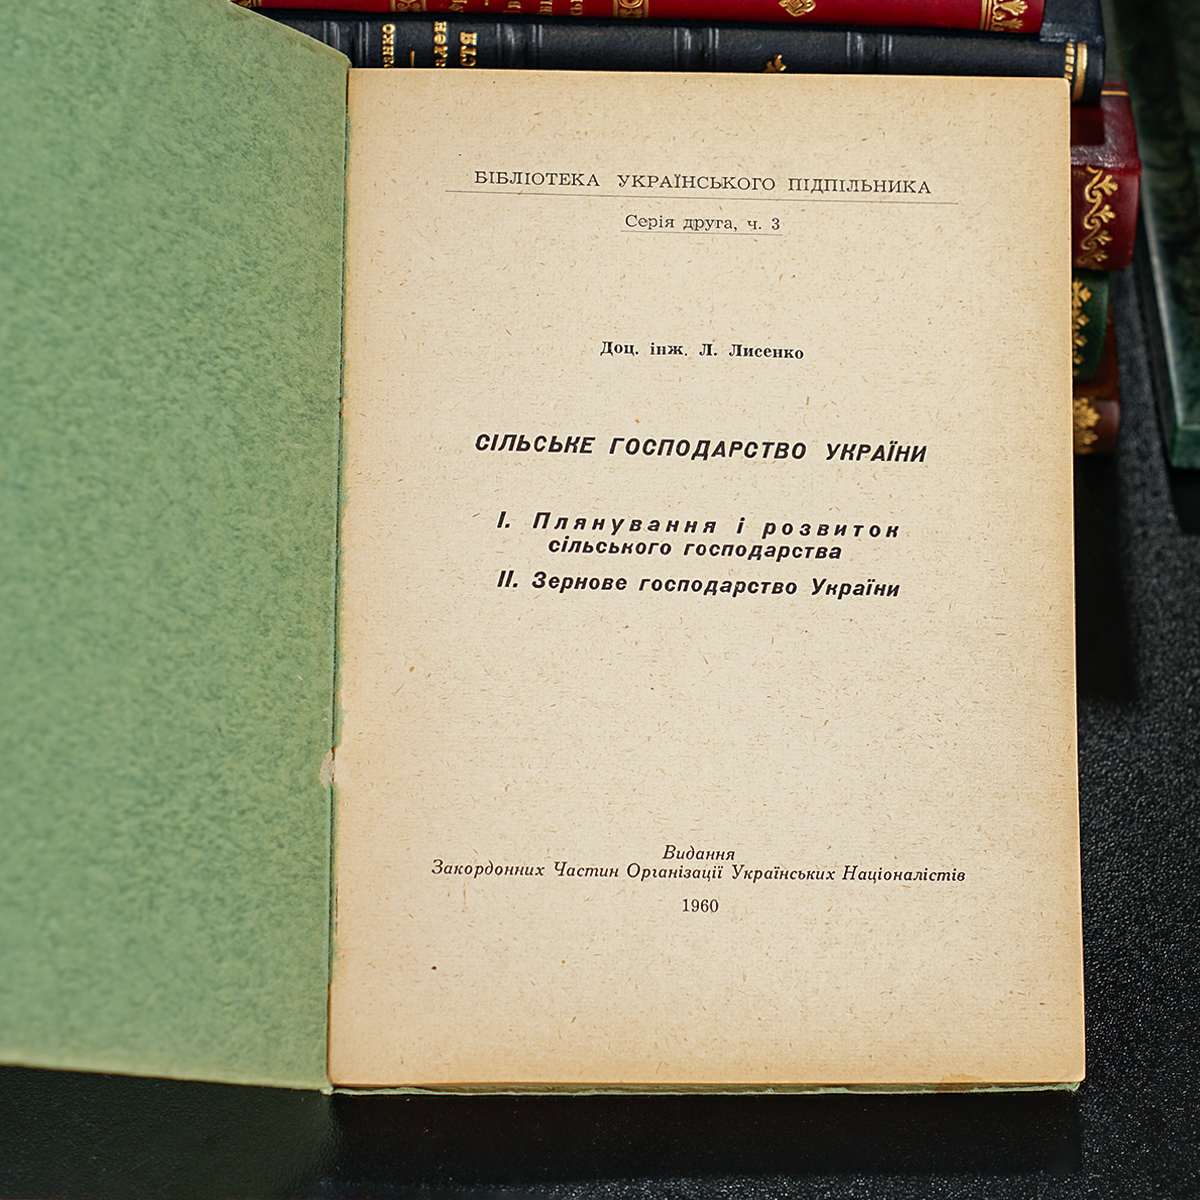 БІБЛІОТЕКА УКРАЇНСЬКОГО ПІДПІЛЬНИКА
Серія друга, ч. 3
Доц. інж. Л. Лисенко
СІЛЬСЬКЕ ГОСПОДАРСТВО УКРАЇНИ
I. Плянування і розвиток
сільського господарства
II. Зернове господарство України
Видання
Закордонних Частин Організації Українських Націоналістів
1960